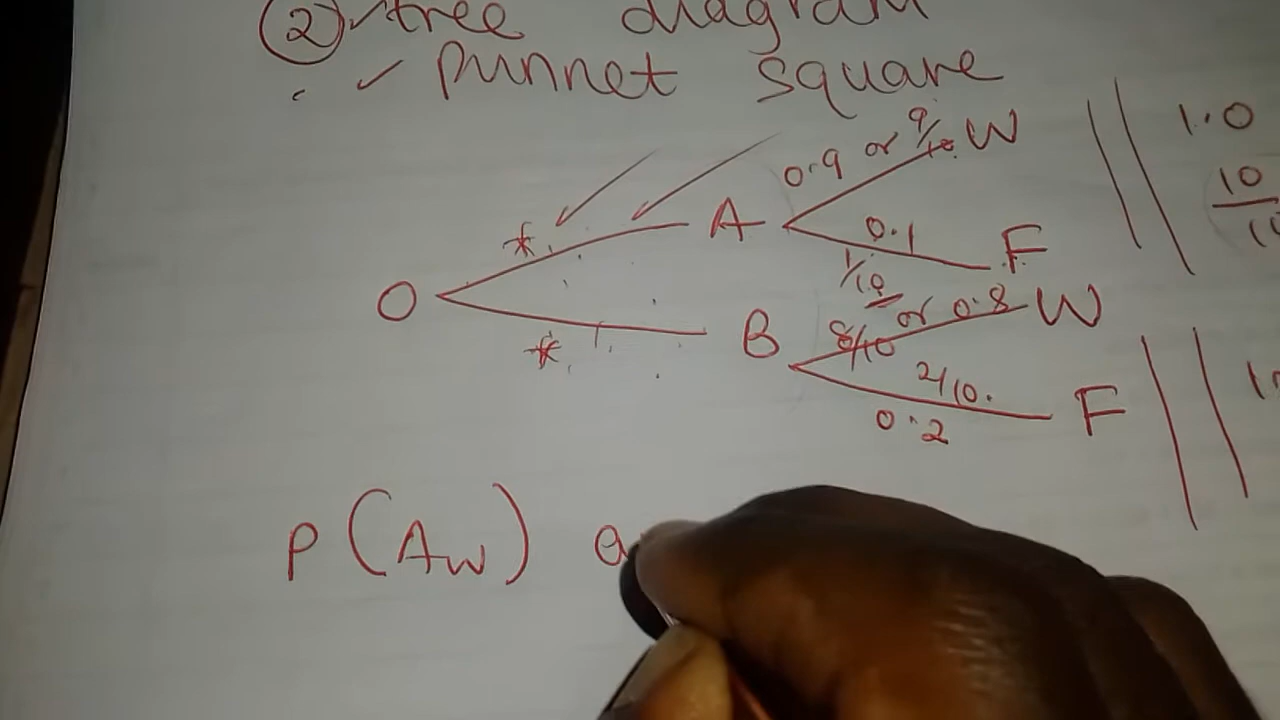 ② ✓ tree diagram
✓ punnet square
0.9 or 9/10 W
1.0
10
*
A
0.1
F
1/10
O
8/10 or 0.8 W
*
B
2/10.
0.2
F
P (Aw)